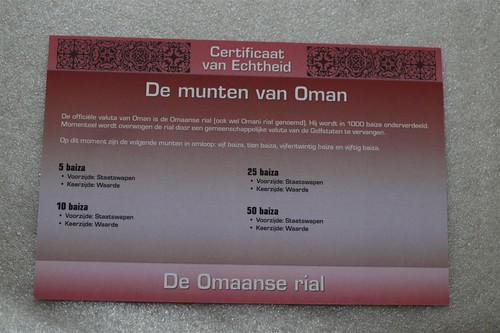 Certificaat
van Echtheid
De munten van Oman
De officiële valuta van Oman is de Omaanse rial (ook wel Omani rial genoemd). Hij wordt in 1000 baiza onderverdeeld.
Momenteel wordt overwogen de rial door een gemeenschappelijke valuta van de Golfstaten te vervangen.
Op dit moment zijn de volgende munten in omloop: vijf baiza, tien baiza, vijfentwintig baiza en vijftig baiza.
5 baiza
• Voorzijde: Staatswapen
• Keerzijde: Waarde
10 baiza
• Voorzijde: Staatswapen
• Keerzijde: Waarde
25 baiza
• Voorzijde: Staatswapen
• Keerzijde: Waarde
50 baiza
• Voorzijde: Staatswapen
• Keerzijde: Waarde
De Omaanse rial